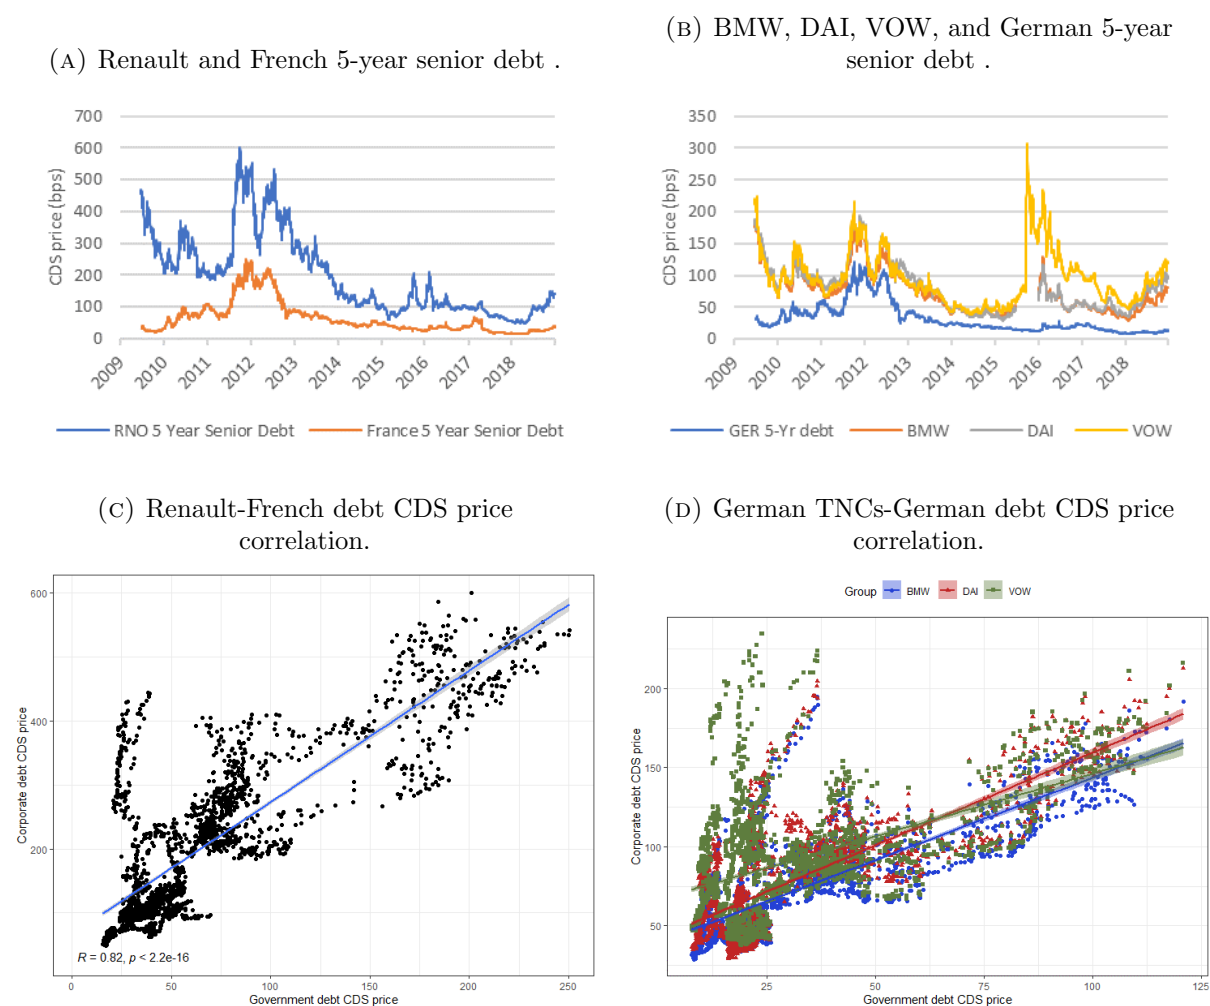 (A) Renault and French 5-year senior debt .
700
600
500
400
300
200
100
0
CDS price (bps)
2009
2010
2011
2012
2013
2014
2015
2016
2017
2018
RNO 5 Year Senior Debt
France 5 Year Senior Debt
(B) BMW, DAI, VOW, and German 5-year
senior debt .
350
300
250
200
150
100
50
0
CDS price (bps)
2009
2010
2011
2012
2013
2014
2015
2016
2017
2018
GER 5-Yr debt
BMW
DAI
VOW
(C) Renault-French debt CDS price
correlation.
600
400
200
Corporate debt CDS price
R = 0.82, p < 2.2e-16
0
50
100
150
200
250
Government debt CDS price
(D) German TNCs-German debt CDS price
correlation.
Group
BMW
DAI
VOW
200
150
100
50
Corporate debt CDS price
25
50
75
100
125
Government debt CDS price